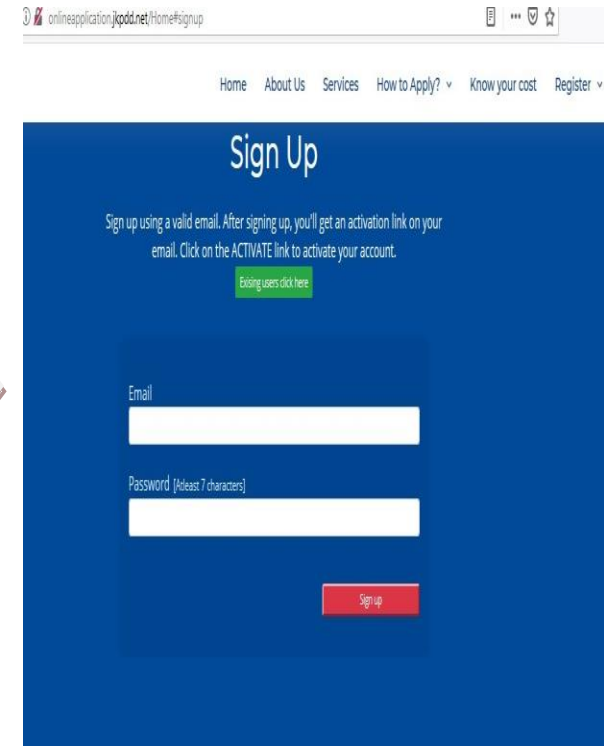 onlineapplication.jkpdd.net/Home#signup
Home About Us Services How to Apply? Know your cost Register
Sign Up
Sign up using a valid email. After signing up, you'll get an activation link on your
email. Click on the ACTIVATE link to activate your account.
Exising users click here
Email
Password [Atleast 7 characters]
Sign up